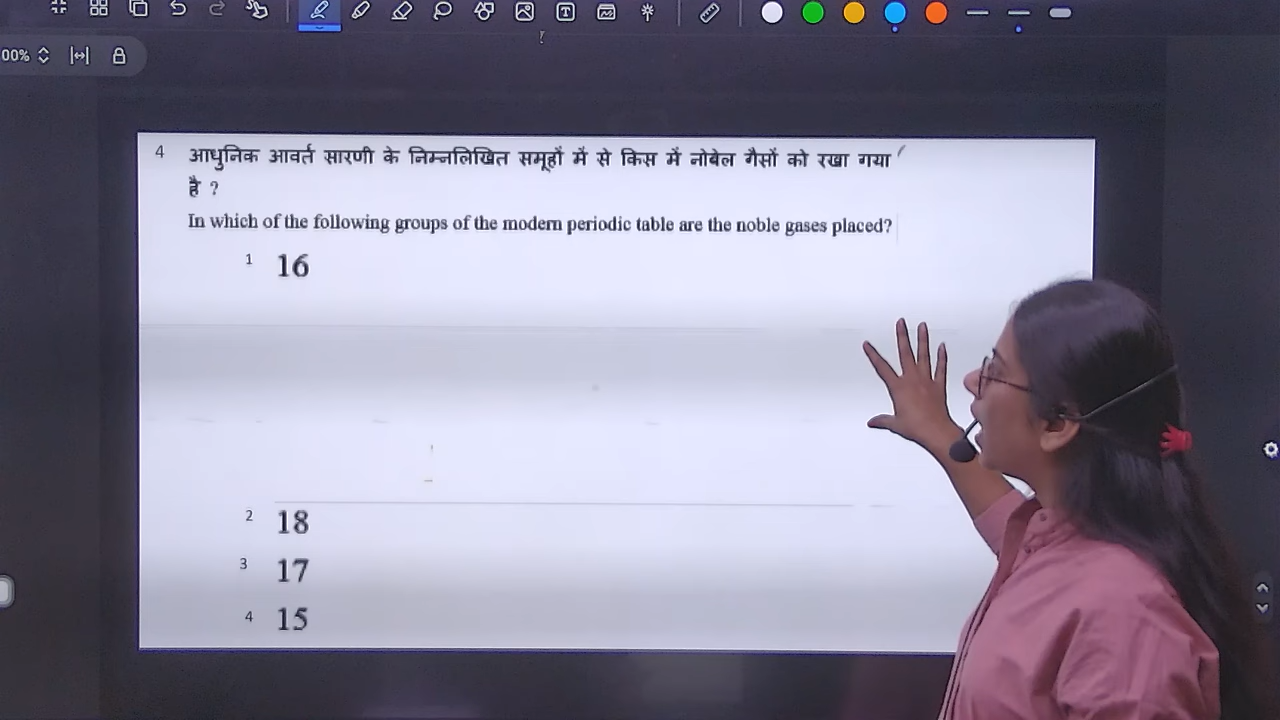 00%
4 आधुनिक आवर्त सारणी के निम्नलिखित समूहों में से किस में नोबेल गैसों को रखा गया
है ?
In which of the following groups of the modern periodic table are the noble gases placed?
1 16
2 18
3 17
4 15